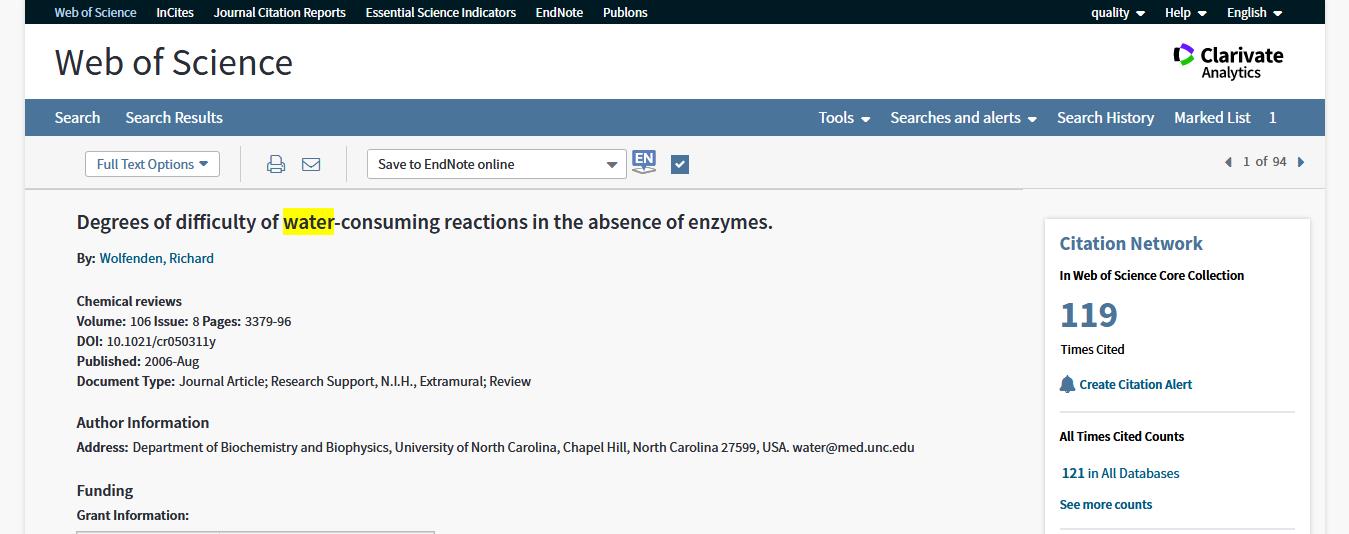 Web of Science InCites Journal Citation Reports Essential Science Indicators EndNote Publons quality Help English
Web of Science
Clarivate
Analytics
Search Search Results Tools Searches and alerts Search History Marked List 1
Full Text Options Save to EndNote online EN 1 of 94
Degrees of difficulty of water-consuming reactions in the absence of enzymes.
By: Wolfenden, Richard
Chemical reviews
Volume: 106 Issue: 8 Pages: 3379-96
DOI: 10.1021/cr050311y
Published: 2006-Aug
Document Type: Journal Article; Research Support, N.I.H., Extramural; Review
Author Information
Address: Department of Biochemistry and Biophysics, University of North Carolina, Chapel Hill, North Carolina 27599, USA. water@med.unc.edu
Funding
Grant Information:
Citation Network
In Web of Science Core Collection
119
Times Cited
Create Citation Alert
All Times Cited Counts
121 in All Databases
See more counts